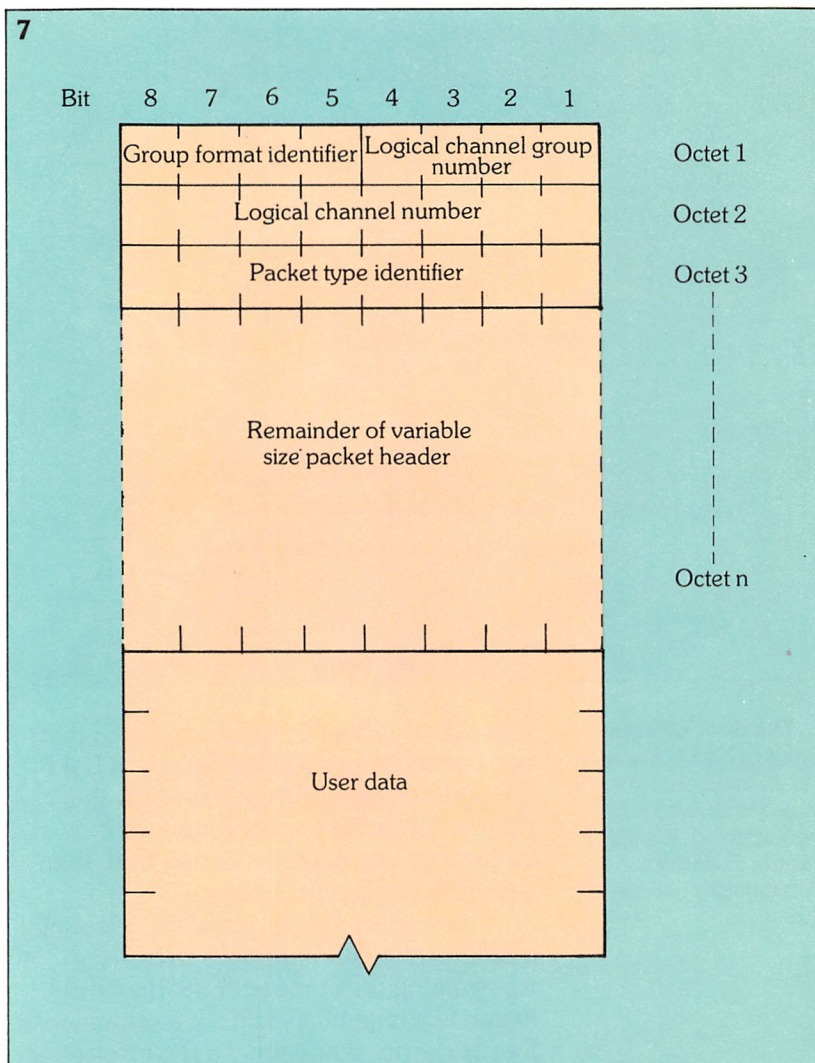 7
Bit 8 7 6 5 4 3 2 1
Group format identifier
Logical channel group
number
Octet 1
Logical channel number
Octet 2
Packet type identifier
Octet 3
Remainder of variable
size packet header
Octet n
User data